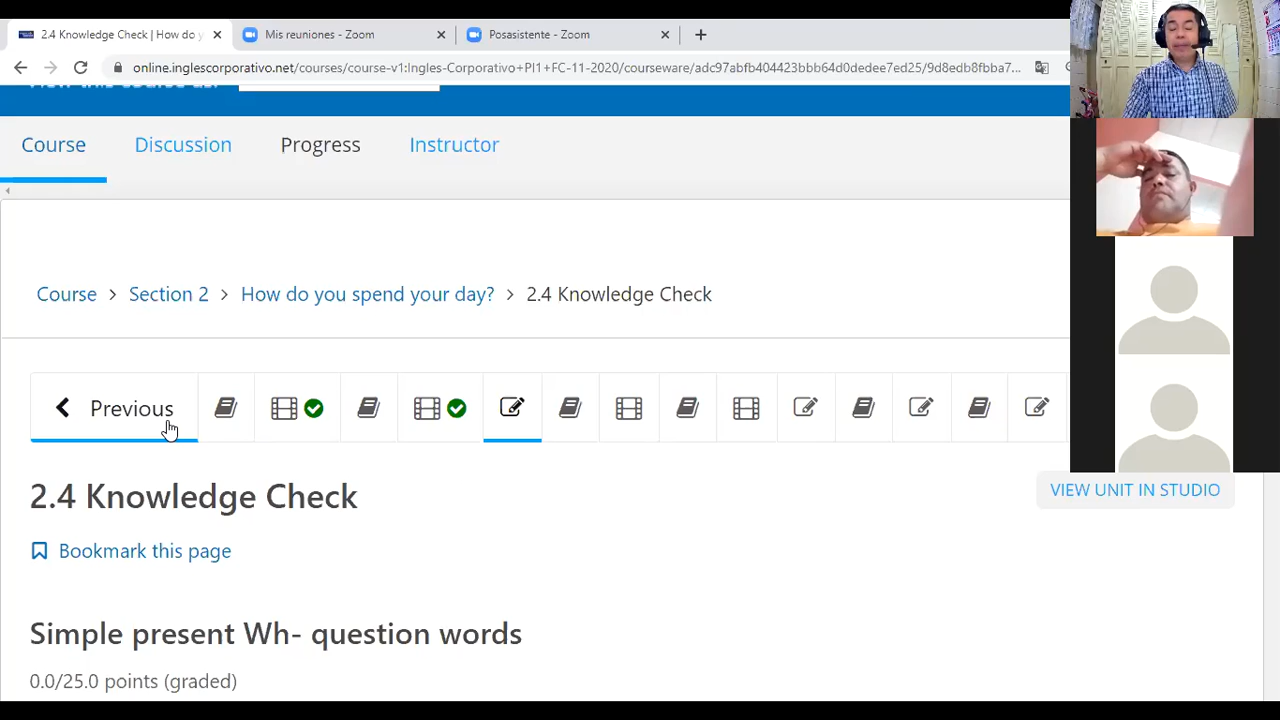 2.4 Knowledge Check | How do y
Mis reuniones - Zoom
Posasistente - Zoom
online.inglescorporativo.net/courses/course-v1:Ingles-Corporativo+PI1+FC-11-2020/courseware/adc97abfb404423bbb64d0dedee7ed25/9d8edb8fbba7...
Course
Discussion
Progress
Instructor
Course > Section 2 > How do you spend your day? > 2.4 Knowledge Check
Previous
2.4 Knowledge Check
VIEW UNIT IN STUDIO
Bookmark this page
Simple present Wh- question words
0.0/25.0 points (graded)